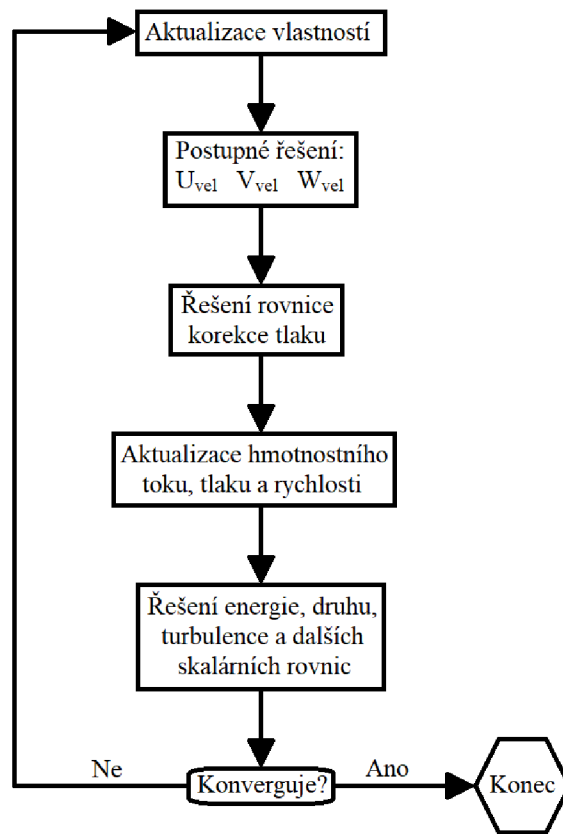 Aktualizace vlastností
Postupné řešení:
Uvel Vvel Wvel
Řešení rovnice
korekce tlaku
Aktualizace hmotnostního
toku, tlaku a rychlosti
Řešení energie, druhu,
turbulence a dalších
skalárních rovnic
Ne
Konverguje?
Ano
Konec